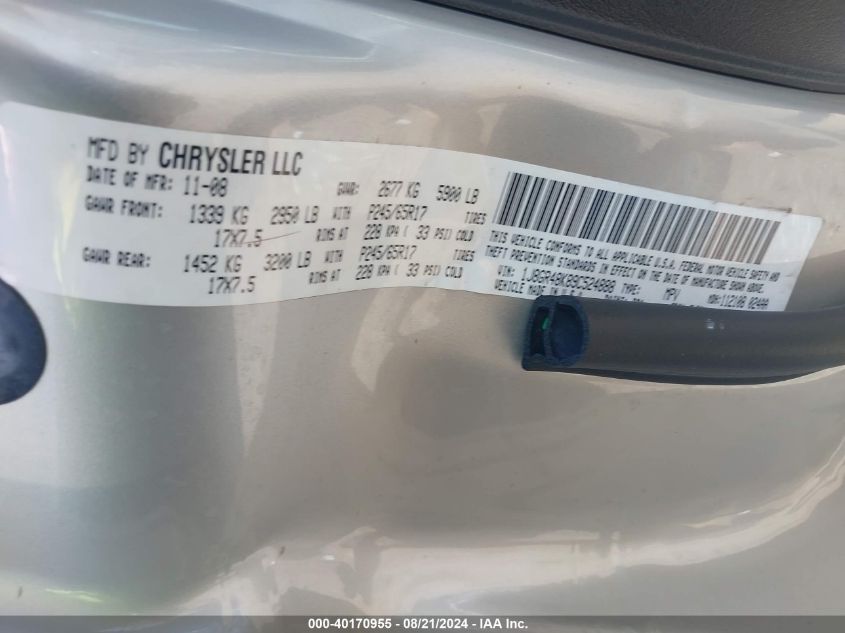 MFD BY CHRYSLER LLC
DATE OF MFR: 11-08 GVWR: 2677 KG 5900 LB
GAWR FRONT: 1339 KG 2950 LB WITH P245/65R17 TIRES
17X7.5 RIMS AT 228 KPA ( 33 PSI) COLD
GAWR REAR: 1452 KG 3200 LB WITH P245/65R17 TIRES
17X7.5 RIMS AT 228 KPA ( 33 PSI) COLD
THIS VEHICLE CONFORMS TO ALL APPLICABLE U.S.A. FEDERAL MOTOR VEHICLE SAFETY AND
THEFT PREVENTION STANDARDS IN EFFECT ON THE DATE OF MANUFACTURE SHOWN ABOVE.
VIN: TYPE: MPV MDH:
VEHICLE MADE IN U.S.A
000-40170955 - 08/21/2024 - IAA Inc.